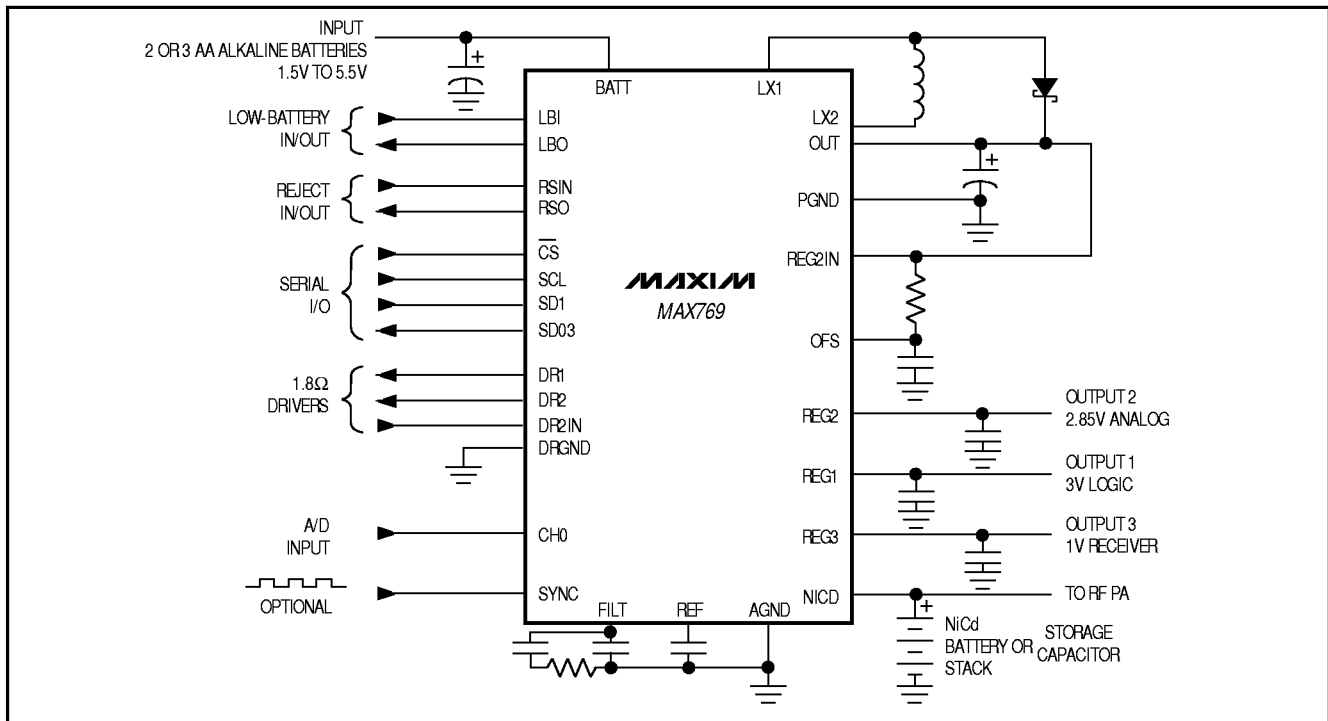 INPUT
2 OR 3 AA ALKALINE BATTERIES
1.5V TO 5.5V
LOW-BATTERY
IN/OUT
REJECT
IN/OUT
SERIAL
I/O
1.8Ω
DRIVERS
A/D
INPUT
OPTIONAL
BATT
LX1
LBI
LBO
RSIN
RSO
CS
SCL
SD1
SD03
DR1
DR2
DR2IN
DRGND
CH0
SYNC
FILT
REF
AGND
MAXIM
MAX769
LX2
OUT
PGND
REG2IN
OFS
REG2
REG1
REG3
NICD
+
+
+
OUTPUT 2
2.85V ANALOG
OUTPUT 1
3V LOGIC
OUTPUT 3
1V RECEIVER
TO RF PA
NiCd
BATTERY OR
STACK
STORAGE
CAPACITOR